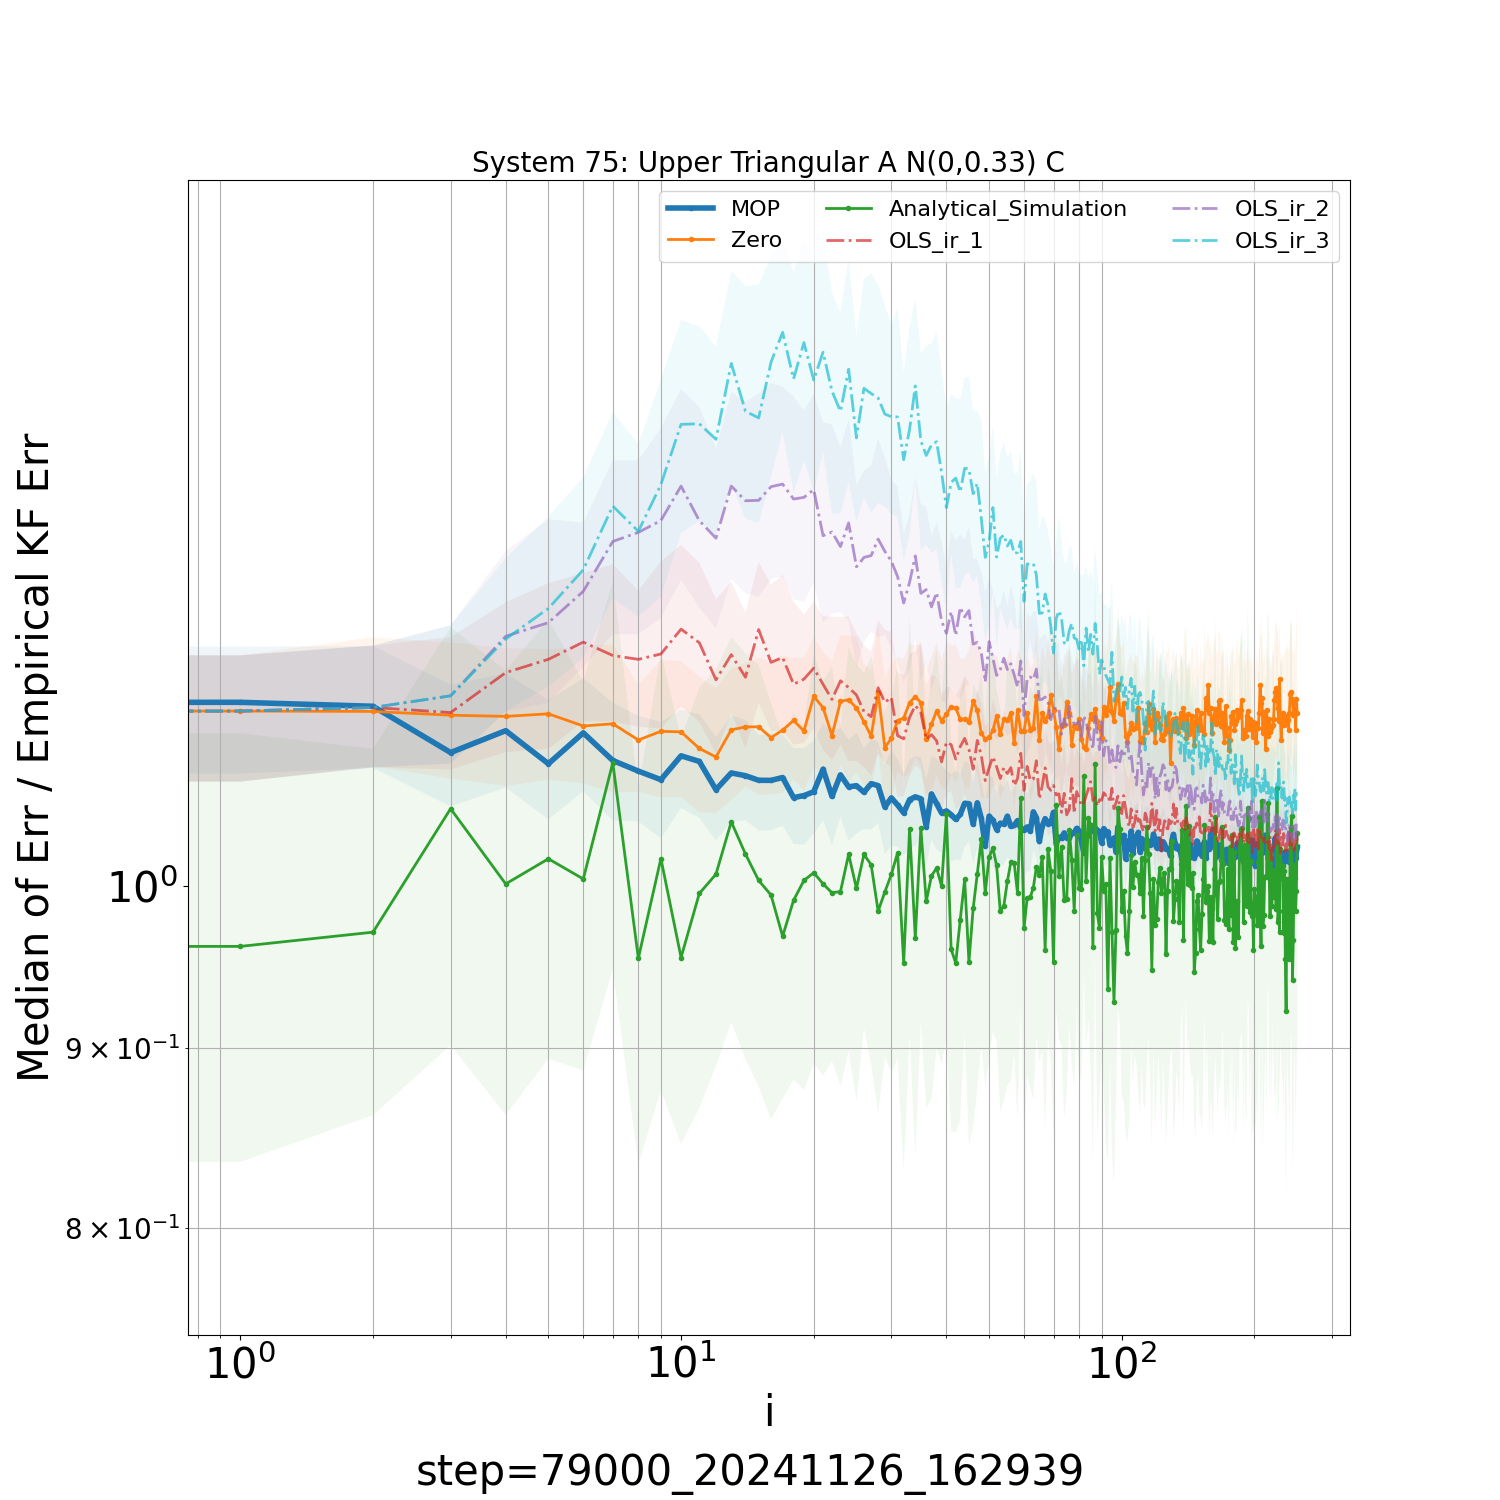 System 75: Upper Triangular A N(0,0.33) C
MOP
Zero
Analytical_Simulation
OLS_ir_1
OLS_ir_2
OLS_ir_3
Median of Err / Empirical KF Err
10⁰
9 × 10⁻¹
8 × 10⁻¹
10⁰ 10¹ 10²
i
step=79000_20241126_162939